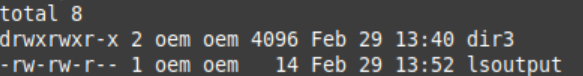 total 8
drwxrwxr-x 2 oem oem 4096 Feb 29 13:40 dir3
-rw-rw-r-- 1 oem oem   14 Feb 29 13:52 lsoutput